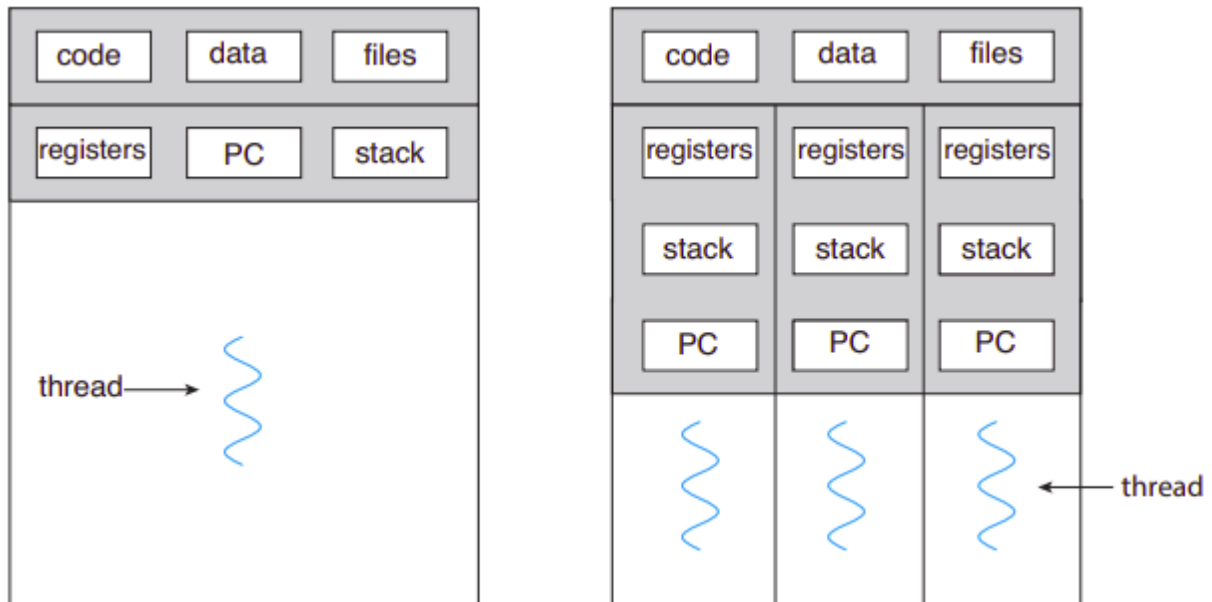 code data files
registers PC stack
thread
code data files
registers registers registers
stack stack stack
PC PC PC
thread